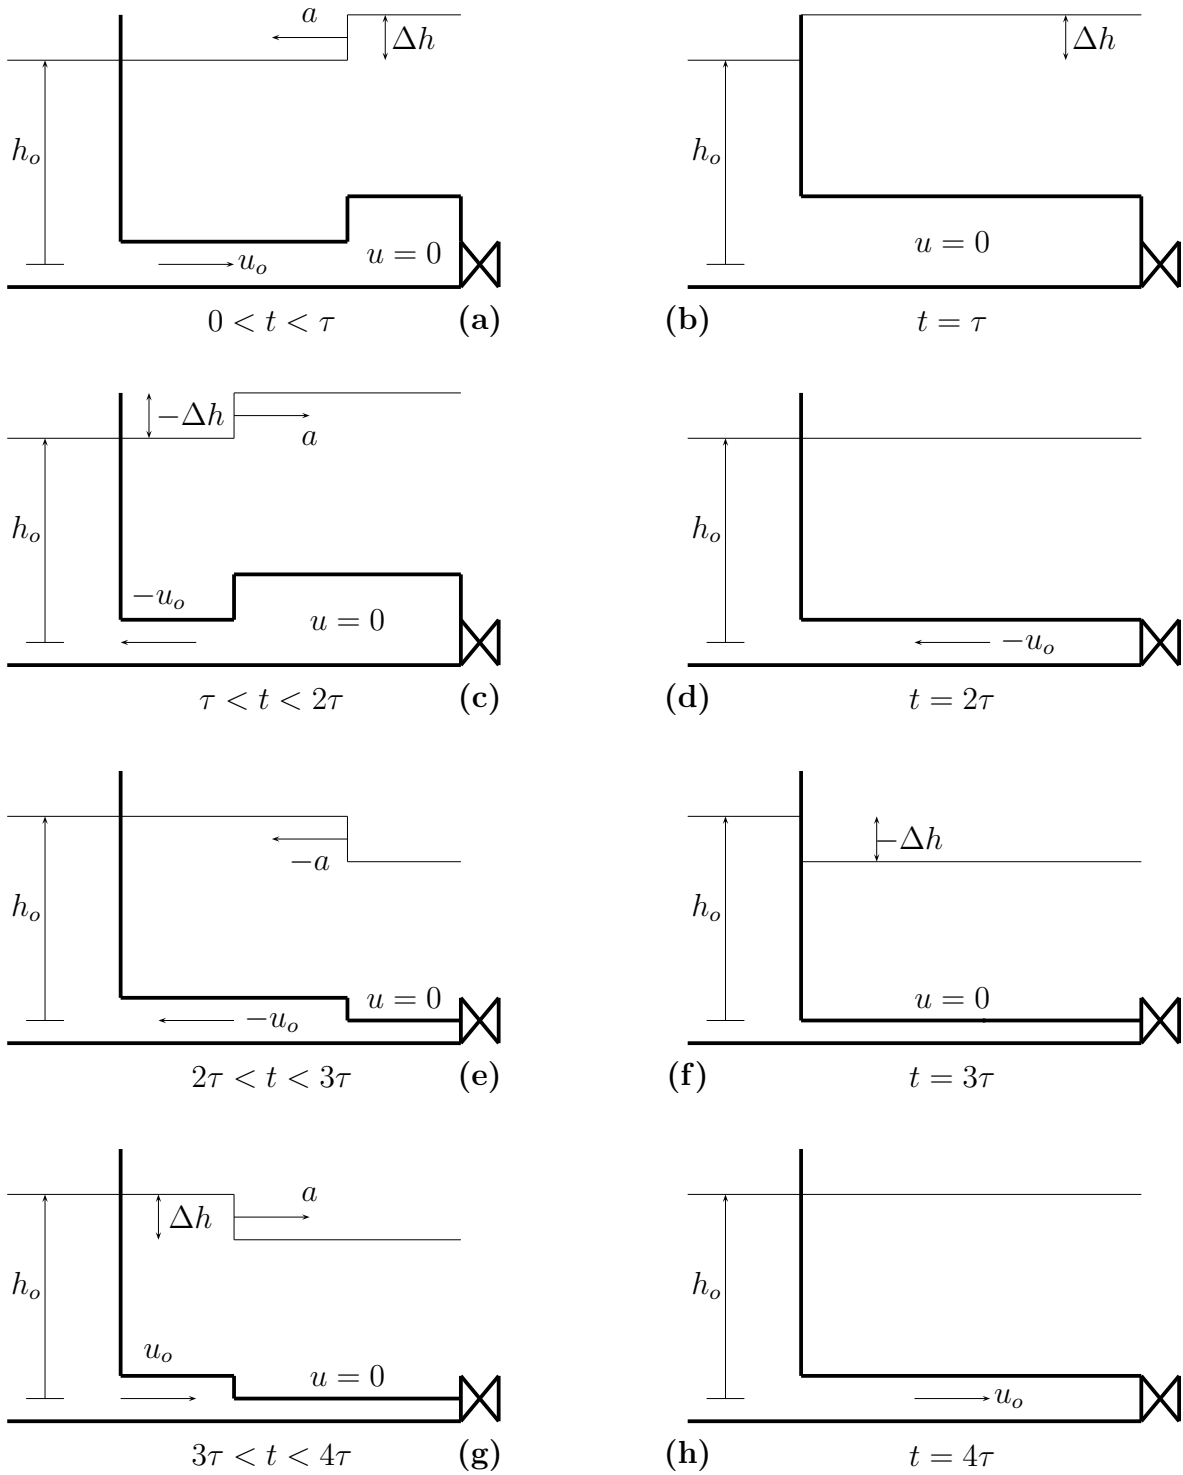 a
Δh
h_o
u_o
u = 0
0 < t < τ
(a)
Δh
h_o
u = 0
(b)
t = τ
−Δh
a
h_o
−u_o
u = 0
τ < t < 2τ
(c)
h_o
−u_o
(d)
t = 2τ
−a
h_o
u = 0
−u_o
2τ < t < 3τ
(e)
−Δh
h_o
u = 0
(f)
t = 3τ
a
Δh
h_o
u_o
u = 0
3τ < t < 4τ
(g)
h_o
u_o
(h)
t = 4τ